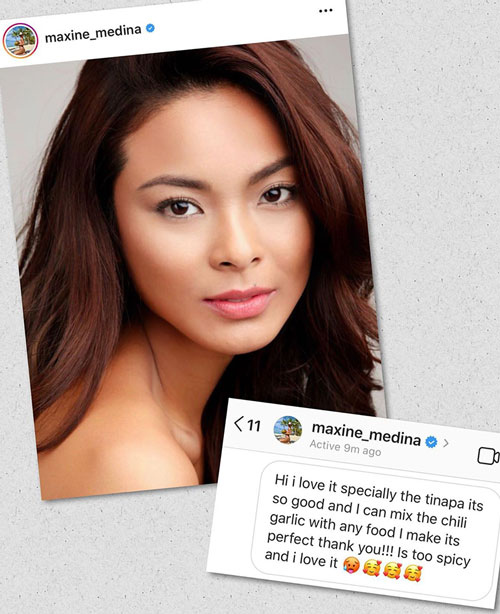 maxine_medina
11 maxine_medina
Active 9m ago
Hi i love it specially the tinapa its
so good and I can mix the chili
garlic with any food I make its
perfect thank you!!! Is too spicy
and i love it 🥵🥰🥰🥰